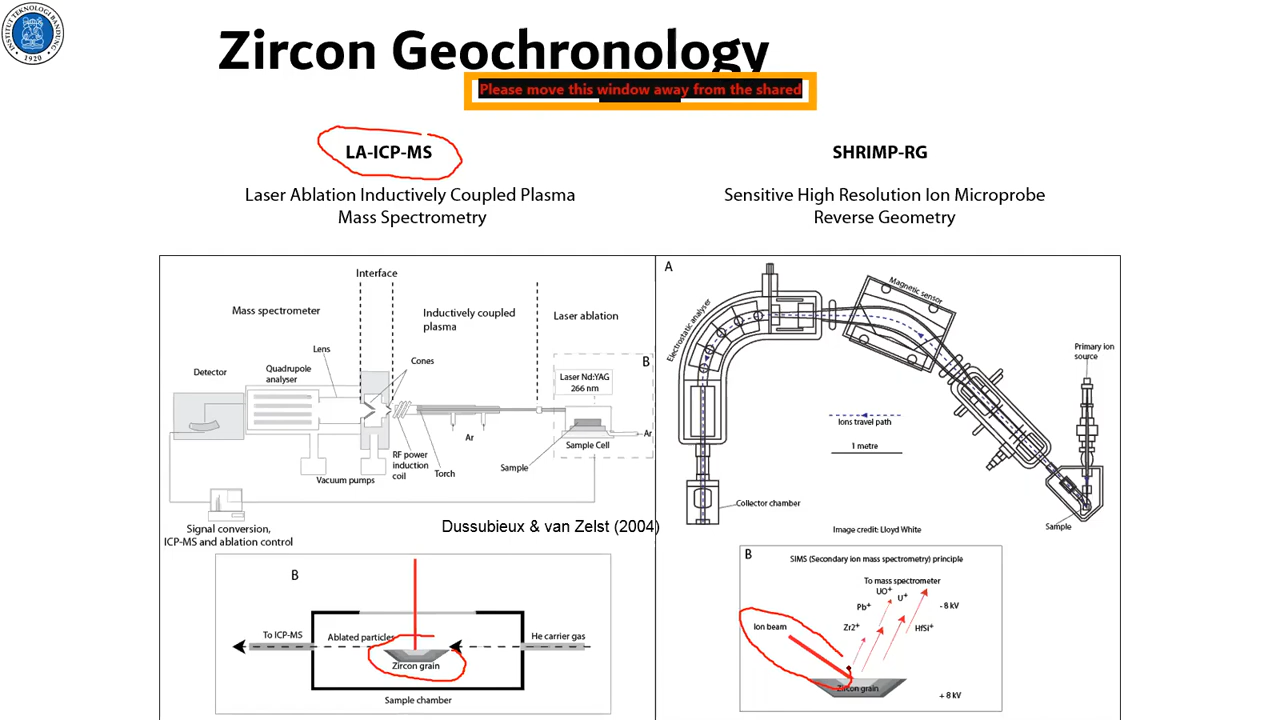 INSTITUT TEKNOLOGI BANDUNG
1920
Zircon Geochronology
Please move this window away from the shared
LA-ICP-MS
Laser Ablation Inductively Coupled Plasma
Mass Spectrometry
SHRIMP-RG
Sensitive High Resolution Ion Microprobe
Reverse Geometry
Interface
Mass spectrometer
Inductively coupled
plasma
Laser ablation
Lens
Cones
B
Detector
Quadrupole
analyser
Laser Nd:YAG
266 nm
Ar
Ar
Sample Cell
RF power
induction
coil
Torch
Sample
Vacuum pumps
Signal conversion,
ICP-MS and ablation control
Dussubieux & van Zelst (2004)
B
To ICP-MS
Ablated particles
He carrier gas
Zircon grain
Sample chamber
A
Electrostatic analyser
Magnetic sensor
Primary ion
source
Ions travel path
1 metre
Collector chamber
Sample
Image credit: Lloyd White
B
SIMS (Secondary ion mass spectrometry) principle
To mass spectrometer
UO+
U+
Pb+
- 8 kV
Ion beam
Zr2+
HfSi+
Zircon grain
+ 8 kV